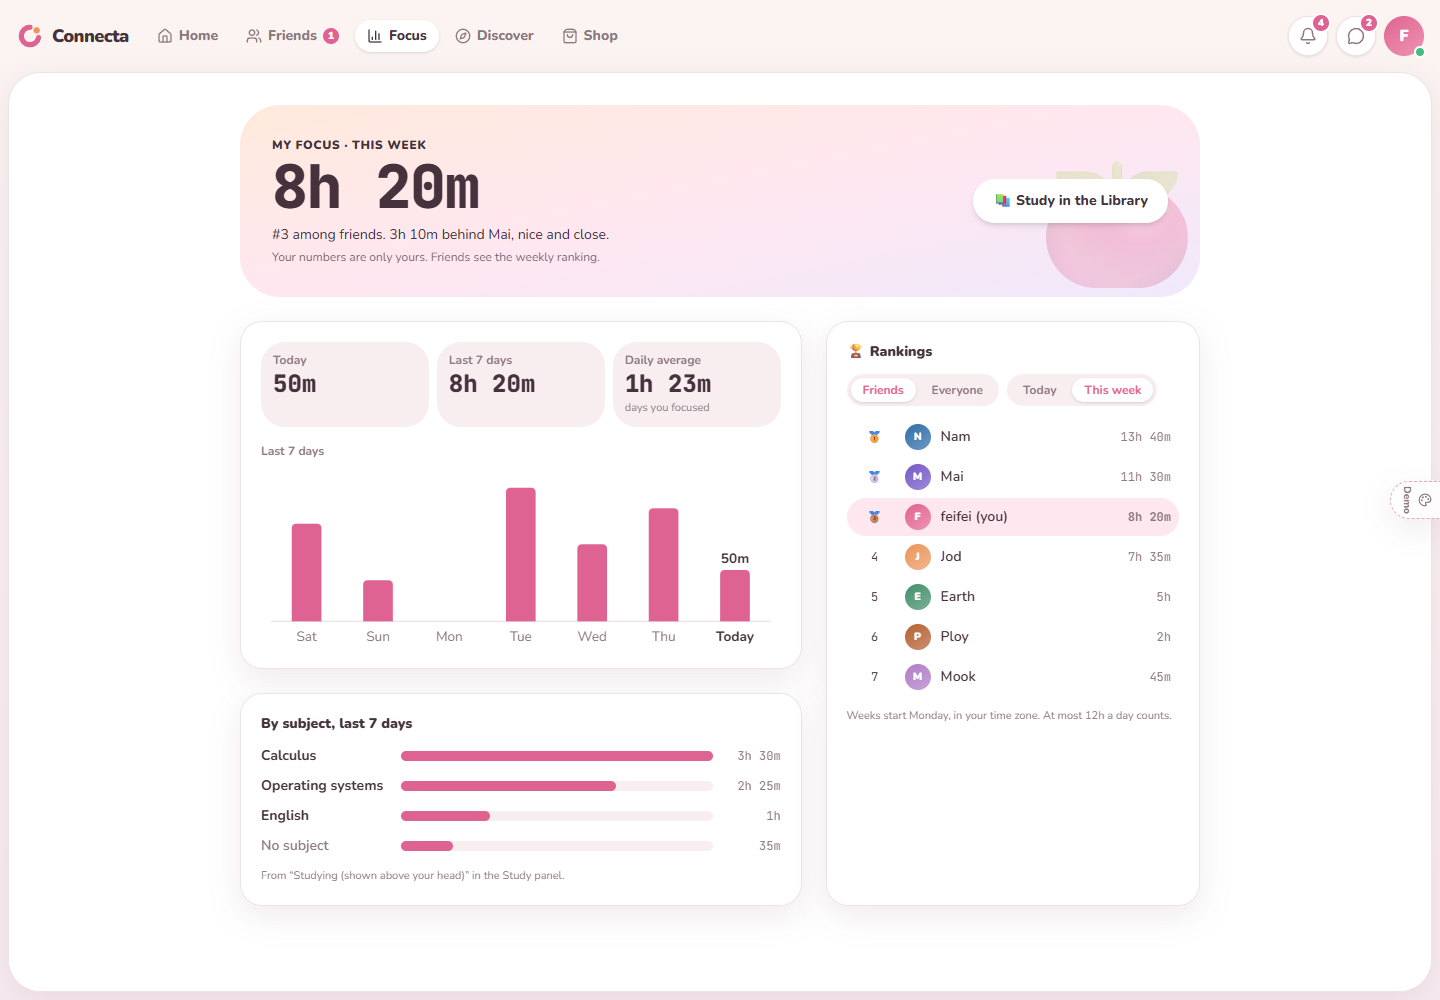 Connecta
Home
Friends 1
Focus
Discover
Shop
4
2
F
MY FOCUS · THIS WEEK
8h 20m
#3 among friends. 3h 10m behind Mai, nice and close.
Your numbers are only yours. Friends see the weekly ranking.
Study in the Library
Today
50m
Last 7 days
8h 20m
Daily average
1h 23m
days you focused
Last 7 days
50m
Sat Sun Mon Tue Wed Thu Today
By subject, last 7 days
Calculus 3h 30m
Operating systems 2h 25m
English 1h
No subject 35m
From “Studying (shown above your head)” in the Study panel.
Rankings
Friends Everyone Today This week
1 N Nam 13h 40m
2 M Mai 11h 30m
3 F feifei (you) 8h 20m
4 J Jod 7h 35m
5 E Earth 5h
6 P Ploy 2h
7 M Mook 45m
Weeks start Monday, in your time zone. At most 12h a day counts.
Demo